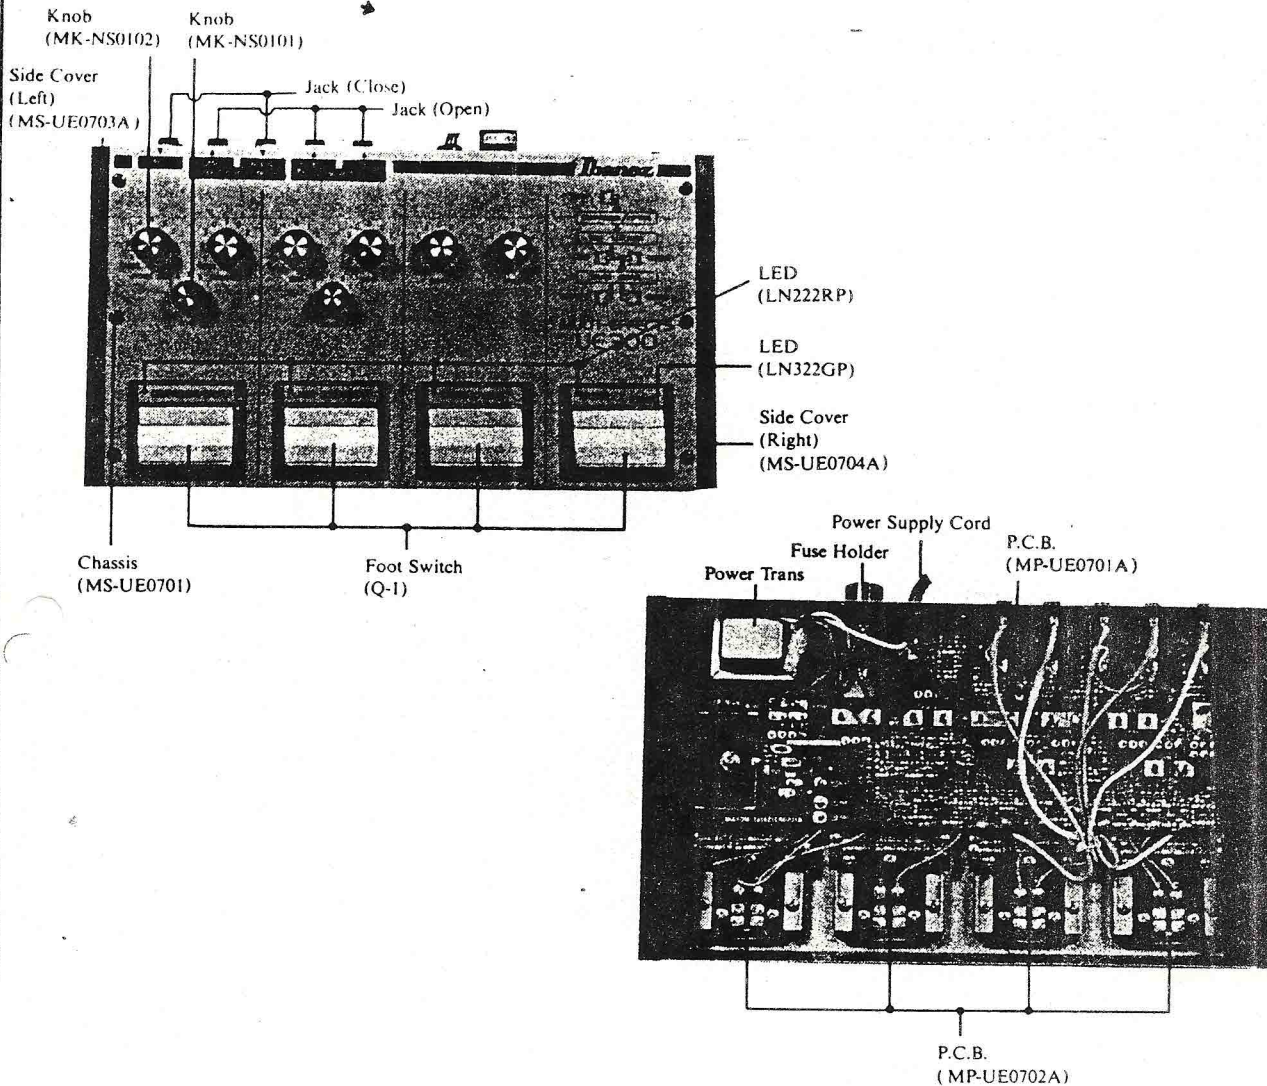 Knob
(MK-NS0102)
Knob
(MK-NS0101)
Side Cover
(Left)
(MS-UE0703A)
Jack (Close)
Jack (Open)
Ibanez
UE300
LED
(LN222RP)
LED
(LN322GP)
Side Cover
(Right)
(MS-UE0704A)
Chassis
(MS-UE0701)
Foot Switch
(Q-1)
Power Supply Cord
Fuse Holder
Power Trans
P.C.B.
(MP-UE0701A)
P.C.B.
(MP-UE0702A)